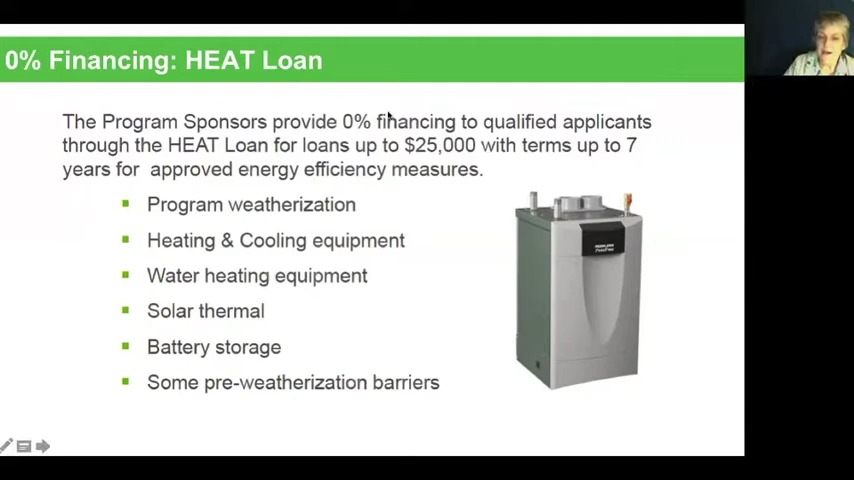 0% Financing: HEAT Loan
The Program Sponsors provide 0% financing to qualified applicants
through the HEAT Loan for loans up to $25,000 with terms up to 7
years for approved energy efficiency measures.
Program weatherization
Heating & Cooling equipment
Water heating equipment
Solar thermal
Battery storage
Some pre-weatherization barriers